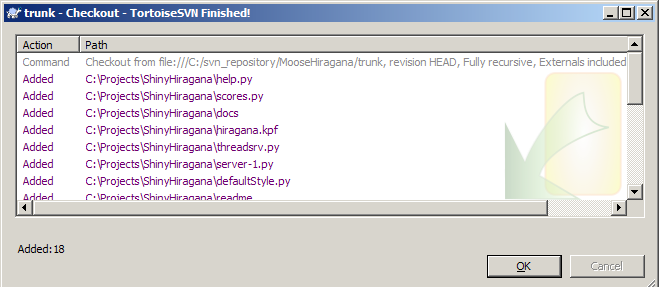 trunk - Checkout - TortoiseSVN Finished!
Action Path
Command Checkout from file:///C:/svn_repository/MooseHiragana/trunk, revision HEAD, Fully recursive, Externals included
Added C:\Projects\ShinyHiragana\help.py
Added C:\Projects\ShinyHiragana\scores.py
Added C:\Projects\ShinyHiragana\docs
Added C:\Projects\ShinyHiragana\hiragana.kpf
Added C:\Projects\ShinyHiragana\threadsrv.py
Added C:\Projects\ShinyHiragana\server-1.py
Added C:\Projects\ShinyHiragana\defaultStyle.py
Added C:\Projects\ShinyHiragana\readme
Added:18
OK Cancel